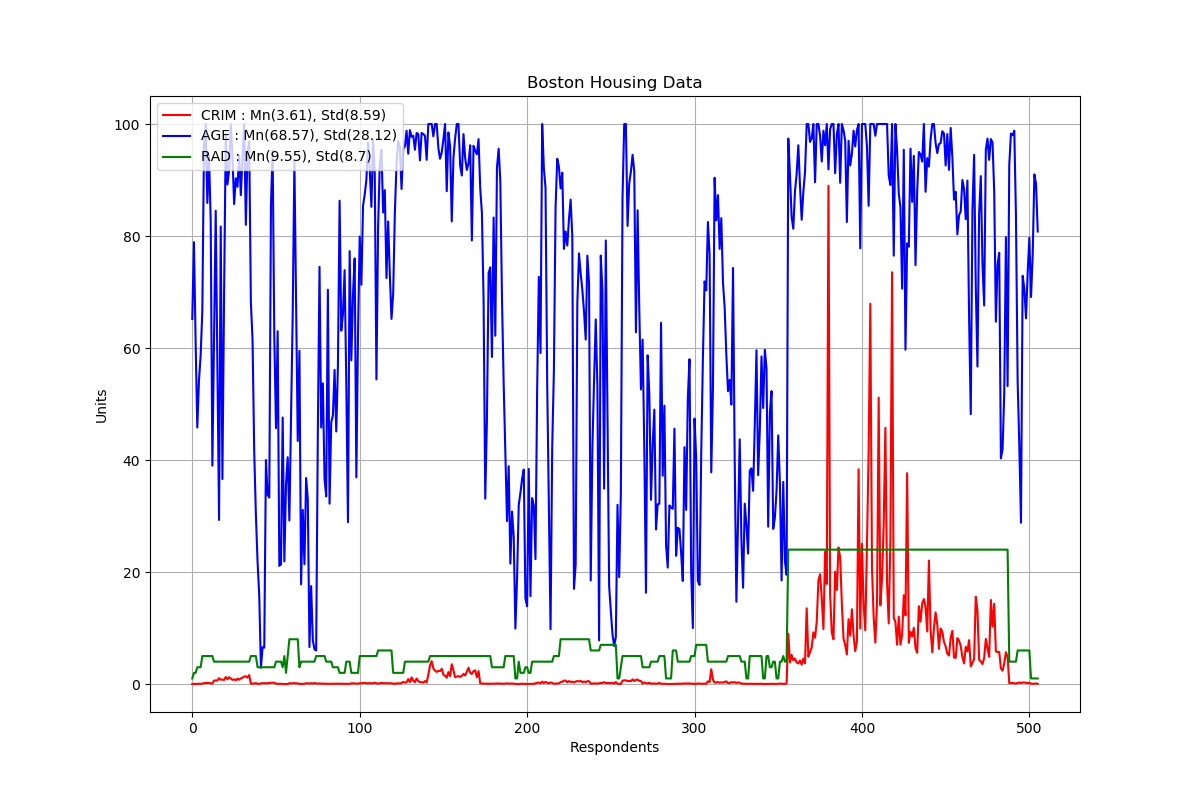 Boston Housing Data
CRIM : Mn(3.61), Std(8.59)
AGE : Mn(68.57), Std(28.12)
RAD : Mn(9.55), Std(8.7)
100
80
60
40
20
0
Units
0 100 200 300 400 500
Respondents